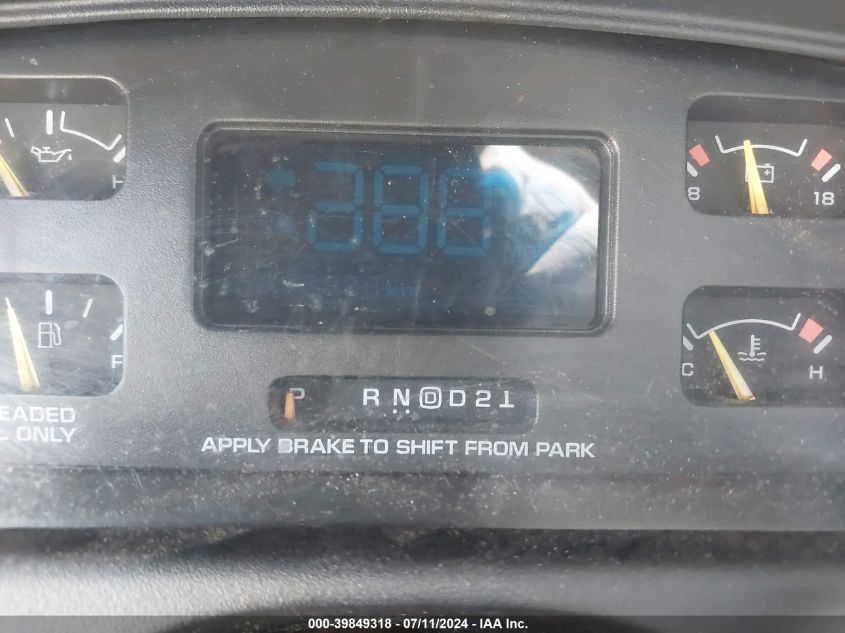 H
8
18
F
C
H
EADED
L ONLY
P R N D D 2 1
APPLY BRAKE TO SHIFT FROM PARK
000-39849318 - 07/11/2024 - IAA Inc.